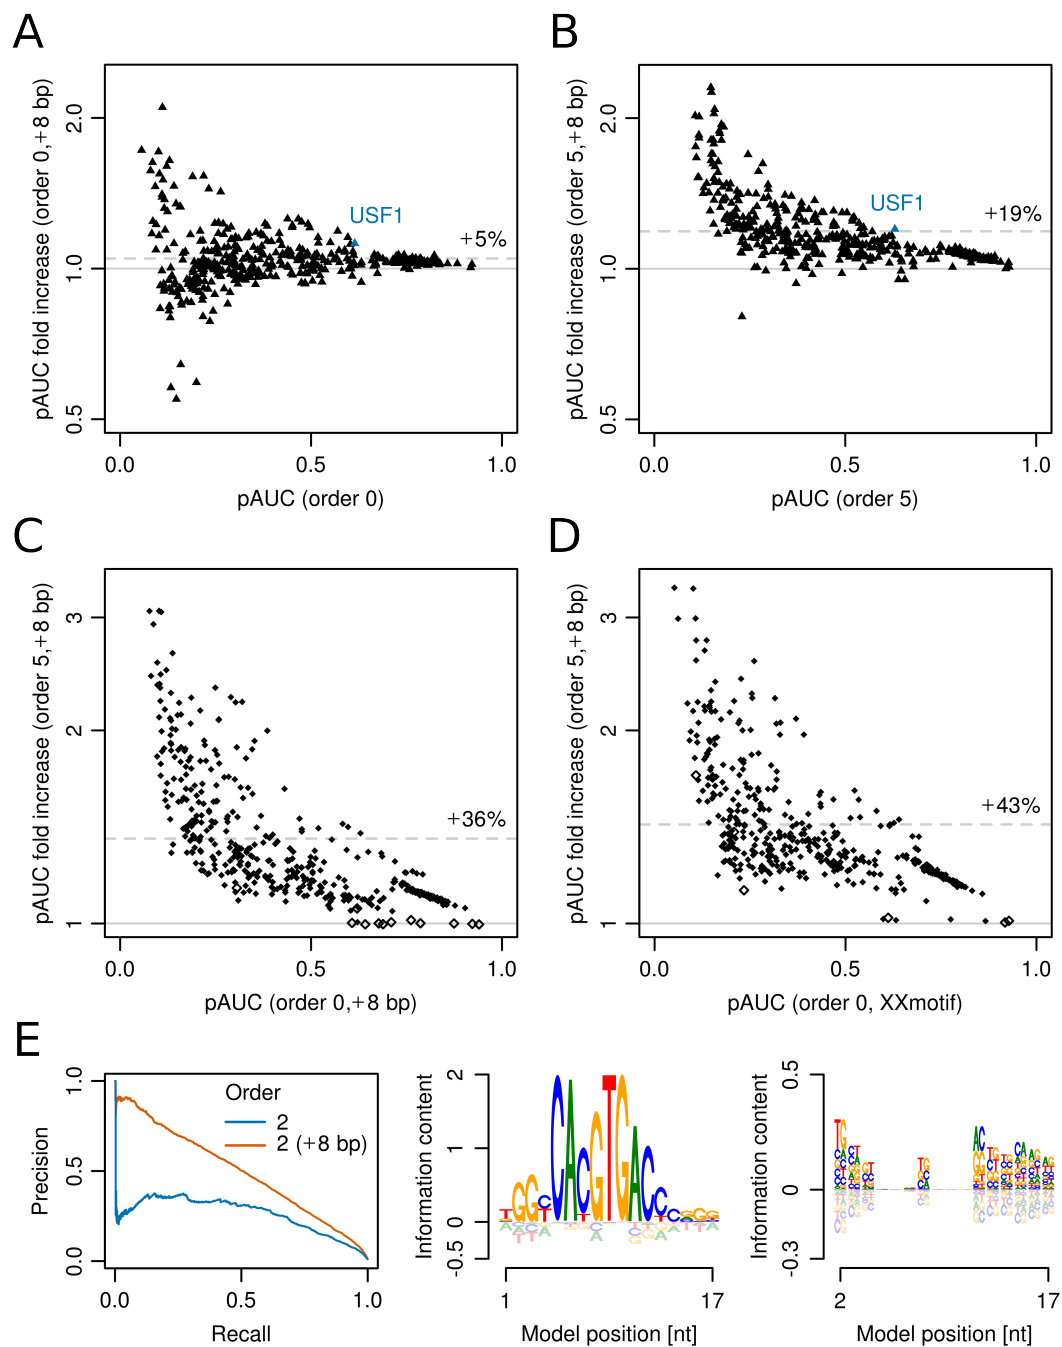 A
pAUC fold increase (order 0,+8 bp)
2.0
1.0
0.5
USF1
+5%
0.0 0.5 1.0
pAUC (order 0)
B
pAUC fold increase (order 5,+8 bp)
2.0
1.0
0.5
USF1
+19%
0.0 0.5 1.0
pAUC (order 5)
C
pAUC fold increase (order 5,+8 bp)
3
2
1
+36%
0.0 0.5 1.0
pAUC (order 0,+8 bp)
D
pAUC fold increase (order 5,+8 bp)
3
2
1
+43%
0.0 0.5 1.0
pAUC (order 0, XXmotif)
E
Precision
1.0
0.5
0.0
Order
2
2 (+8 bp)
0.0 0.5 1.0
Recall
Information content
2
1
0
-0.5
CACGTGAC
1 17
Model position [nt]
Information content
0.5
0
-0.3
2 17
Model position [nt]